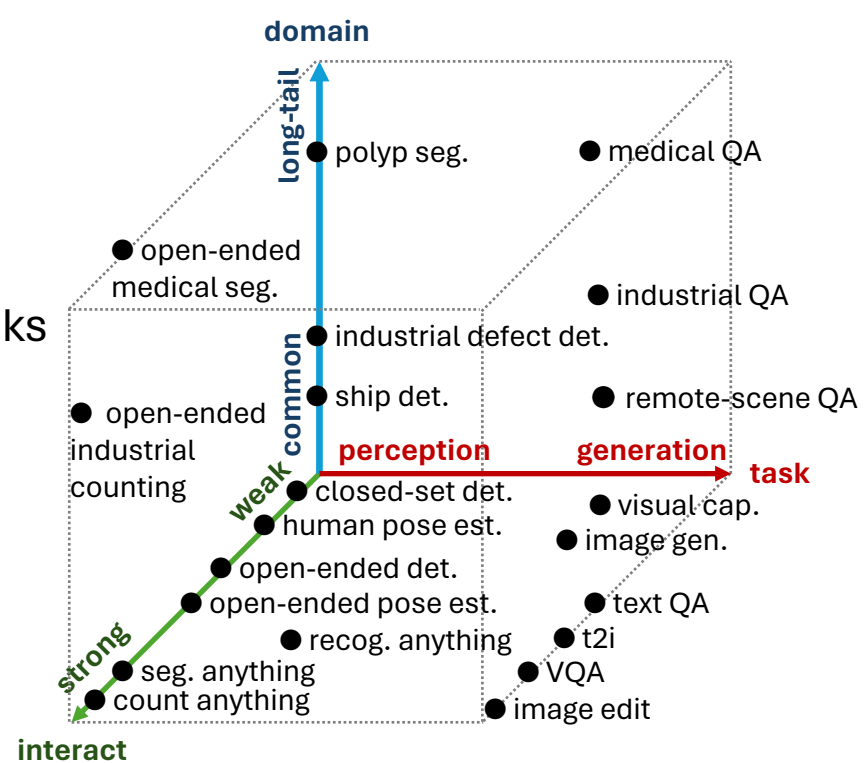 domain
long-tail
polyp seg.
medical QA
open-ended
medical seg.
industrial QA
ks
industrial defect det.
common
ship det.
remote-scene QA
open-ended
industrial
counting
perception
generation
task
weak
closed-set det.
visual cap.
human pose est.
image gen.
open-ended det.
open-ended pose est.
text QA
recog. anything
t2i
strong
seg. anything
VQA
count anything
image edit
interact